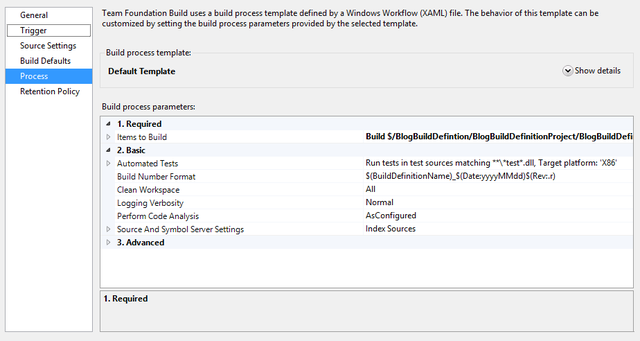 General
Trigger
Source Settings
Build Defaults
Process
Retention Policy
Team Foundation Build uses a build process template defined by a Windows Workflow (XAML) file. The behavior of this template can be
customized by setting the build process parameters provided by the selected template.
Build process template:
Default Template
Show details
Build process parameters:
1. Required
Items to Build Build $/BlogBuildDefintion/BlogBuildDefinitionProject/BlogBuildDefi
2. Basic
Automated Tests Run tests in test sources matching **\*test*.dll, Target platform: 'X86'
Build Number Format $(BuildDefinitionName)_$(Date:yyyyMMdd)$(Rev:.r)
Clean Workspace All
Logging Verbosity Normal
Perform Code Analysis AsConfigured
Source And Symbol Server Settings Index Sources
3. Advanced
1. Required